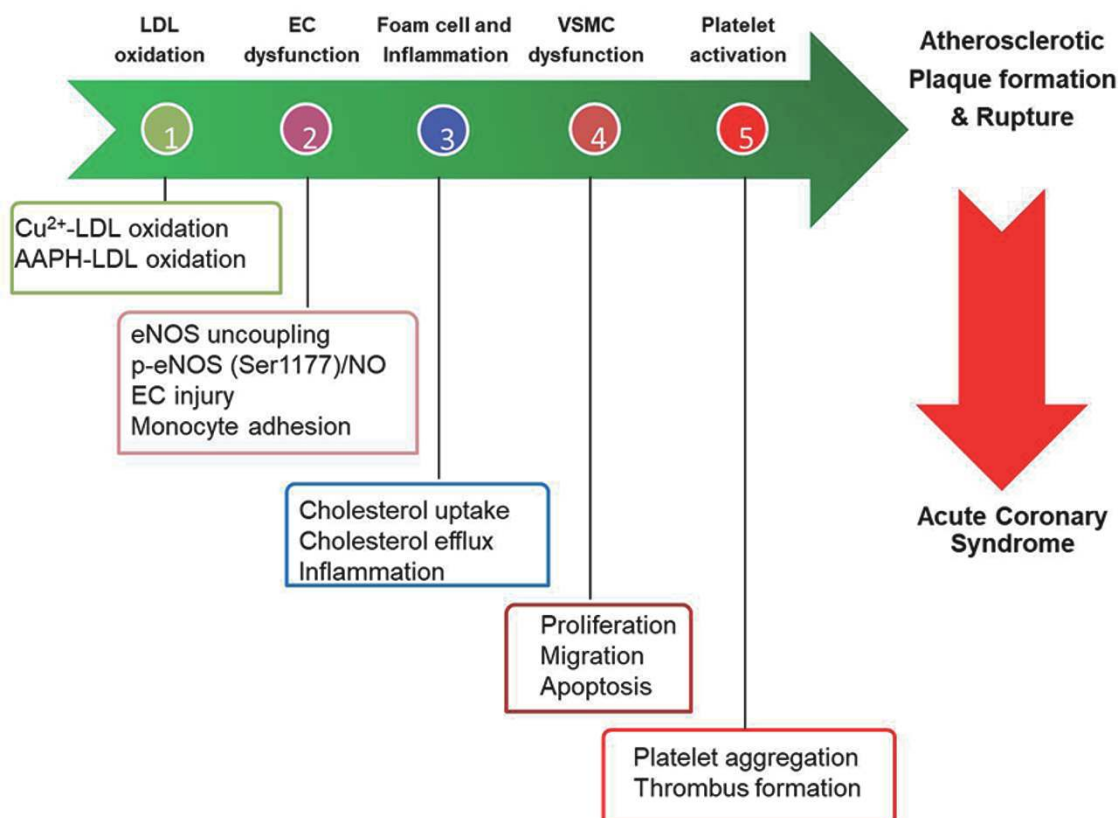 LDL
oxidation
EC
dysfunction
Foam cell and
Inflammation
VSMC
dysfunction
Platelet
activation
Atherosclerotic
Plaque formation
& Rupture
1
2
3
4
5
Cu²⁺-LDL oxidation
AAPH-LDL oxidation
eNOS uncoupling
p-eNOS (Ser1177)/NO
EC injury
Monocyte adhesion
Cholesterol uptake
Cholesterol efflux
Inflammation
Acute Coronary
Syndrome
Proliferation
Migration
Apoptosis
Platelet aggregation
Thrombus formation